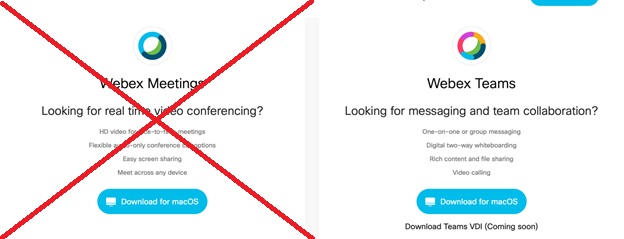 Webex Meetings
Looking for real time video conferencing?
HD video for face-to-face meetings
Flexible audio-only conference call options
Easy screen sharing
Meet across any device
Download for macOS
Webex Teams
Looking for messaging and team collaboration?
One-on-one or group messaging
Digital two-way whiteboarding
Rich content and file sharing
Video calling
Download for macOS
Download Teams VDI (Coming soon)